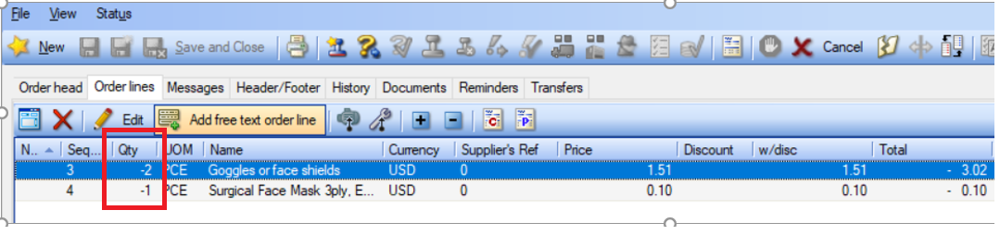 File View Status
New Save and Close Cancel
Order head Order lines Messages Header/Footer History Documents Reminders Transfers
Edit Add free text order line C P
N.. Seq... Qty UOM Name Currency Supplier's Ref Price Discount w/disc Total
3 -2 PCE Goggles or face shields USD 0 1.51 1.51 - 3.02
4 -1 PCE Surgical Face Mask 3ply, E... USD 0 0.10 0.10 - 0.10